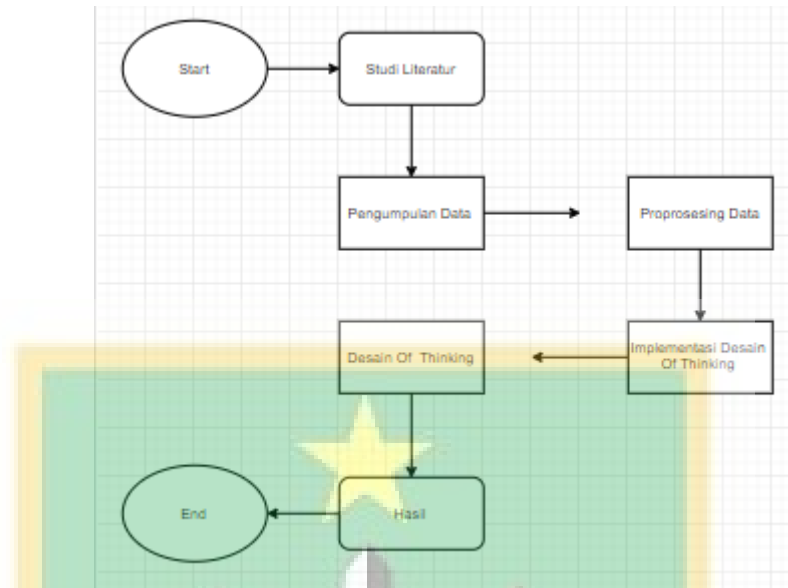 Start
Studi Literatur
Pengumpulan Data
Proprosesing Data
Implementasi Desain
Of Thinking
Desain Of Thinking
Hasil
End